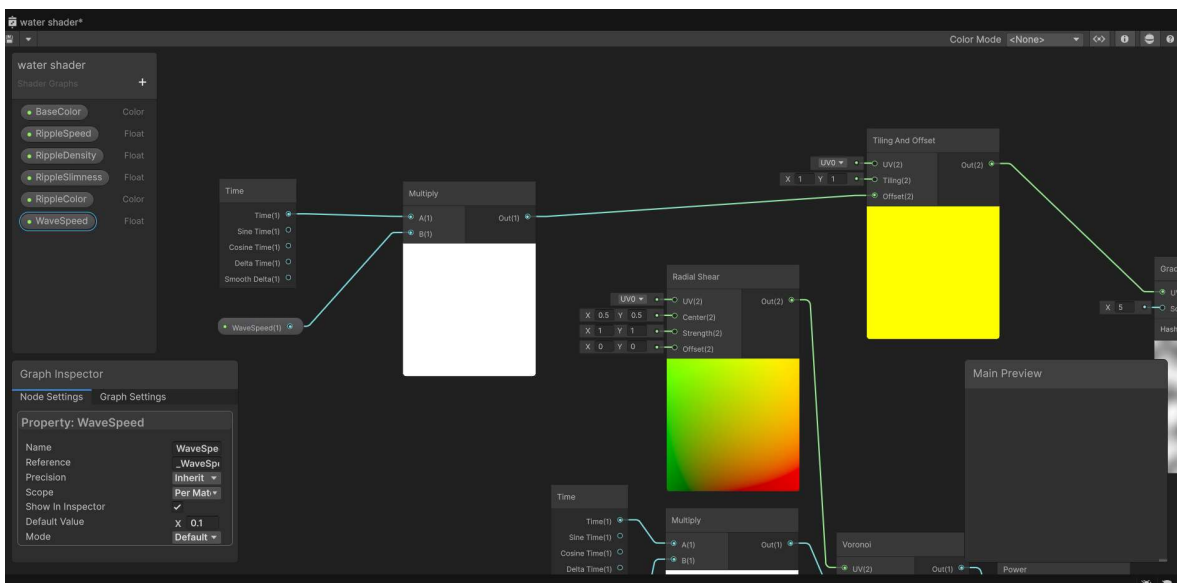 water shader*
Color Mode <None>
water shader
Shader Graphs
BaseColor Color
RippleSpeed Float
RippleDensity Float
RippleSlimness Float
RippleColor Color
WaveSpeed Float
Time
Time(1)
Sine Time(1)
Cosine Time(1)
Delta Time(1)
Smooth Delta(1)
WaveSpeed(1)
Multiply
A(1) Out(1)
B(1)
Tiling And Offset
UV0 UV(2) Out(2)
X 1 Y 1 Tiling(2)
Offset(2)
Radial Shear
UV0 UV(2) Out(2)
X 0.5 Y 0.5 Center(2)
X 1 Y 1 Strength(2)
X 0 Y 0 Offset(2)
Grad
U
X 5 Sc
Hash
Graph Inspector
Node Settings Graph Settings
Property: WaveSpeed
Name WaveSpe
Reference _WaveSp
Precision Inherit
Scope Per Mat
Show In Inspector
Default Value X 0.1
Mode Default
Main Preview
Time
Time(1)
Sine Time(1)
Cosine Time(1)
Delta Time(1)
Multiply
A(1) Out(1)
B(1)
Voronoi
UV(2) Out(1)
Power